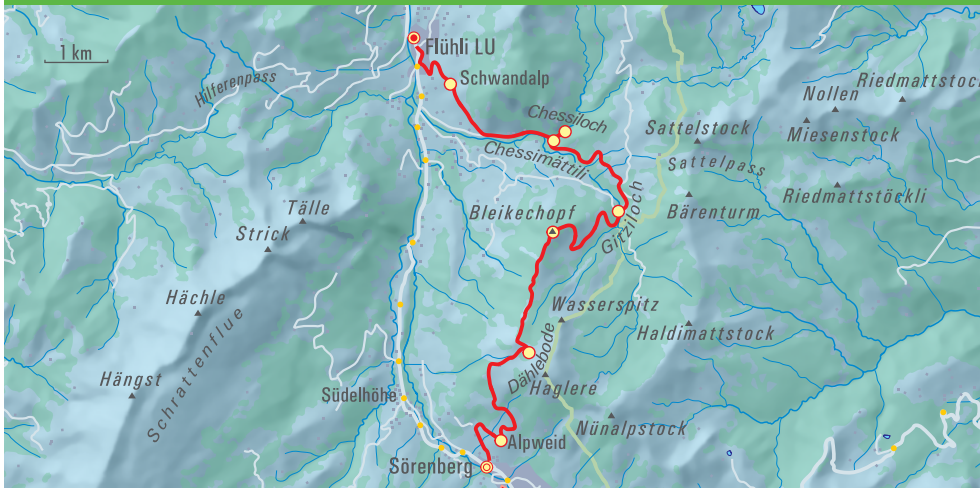 Flühli LU
1 km
Schwandalp
Hilferenpass
Riedmattstock
Nollen
Chessiloch
Sattelstock
Miesenstock
Chessimättili
Sattelpass
Riedmattstöckli
Tälle
Bleikechopf
Bärenturm
Strick
Girziloch
Hächle
Wasserspitz
Haldimattstock
Schrattenflue
Hängst
Dählebode
Haglere
Südelhöhe
Nünalpstock
Alpweid
Sörenberg